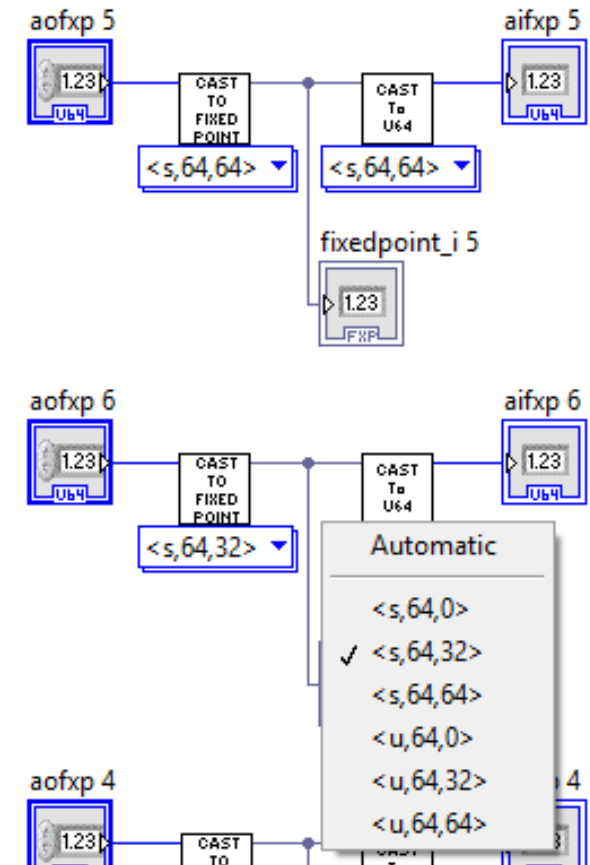 aofxp 5
aifxp 5
1.23
U64
CAST
TO
FIXED
POINT
CAST
To
U64
1.23
U64
<s,64,64>
<s,64,64>
fixedpoint_i 5
1.23
FXP
aofxp 6
aifxp 6
1.23
U64
CAST
TO
FIXED
POINT
CAST
To
U64
1.23
U64
<s,64,32>
Automatic
<s,64,0>
✓ <s,64,32>
<s,64,64>
<u,64,0>
<u,64,32>
<u,64,64>
aofxp 4
4
1.23
CAST
TO